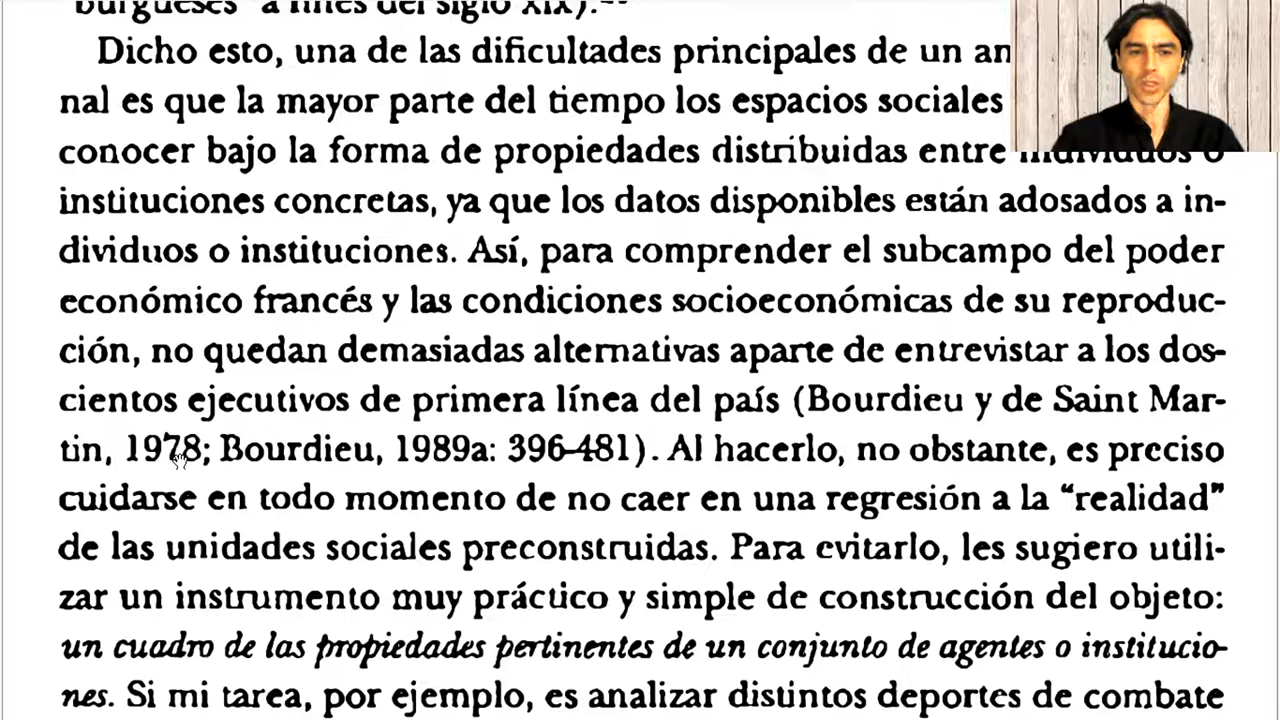 burgueses" a fines del siglo XIX).
Dicho esto, una de las dificultades principales de un an
nal es que la mayor parte del tiempo los espacios sociales
conocer bajo la forma de propiedades distribuidas entre individuos o
instituciones concretas, ya que los datos disponibles están adosados a in-
dividuos o instituciones. Así, para comprender el subcampo del poder
económico francés y las condiciones socioeconómicas de su reproduc-
ción, no quedan demasiadas alternativas aparte de entrevistar a los dos-
cientos ejecutivos de primera línea del país (Bourdieu y de Saint Mar-
tin, 1978; Bourdieu, 1989a: 396-481). Al hacerlo, no obstante, es preciso
cuidarse en todo momento de no caer en una regresión a la “realidad”
de las unidades sociales preconstruidas. Para evitarlo, les sugiero utili-
zar un instrumento muy práctico y simple de construcción del objeto:
un cuadro de las propiedades pertinentes de un conjunto de agentes o institucio-
nes. Si mi tarea, por ejemplo, es analizar distintos deportes de combate